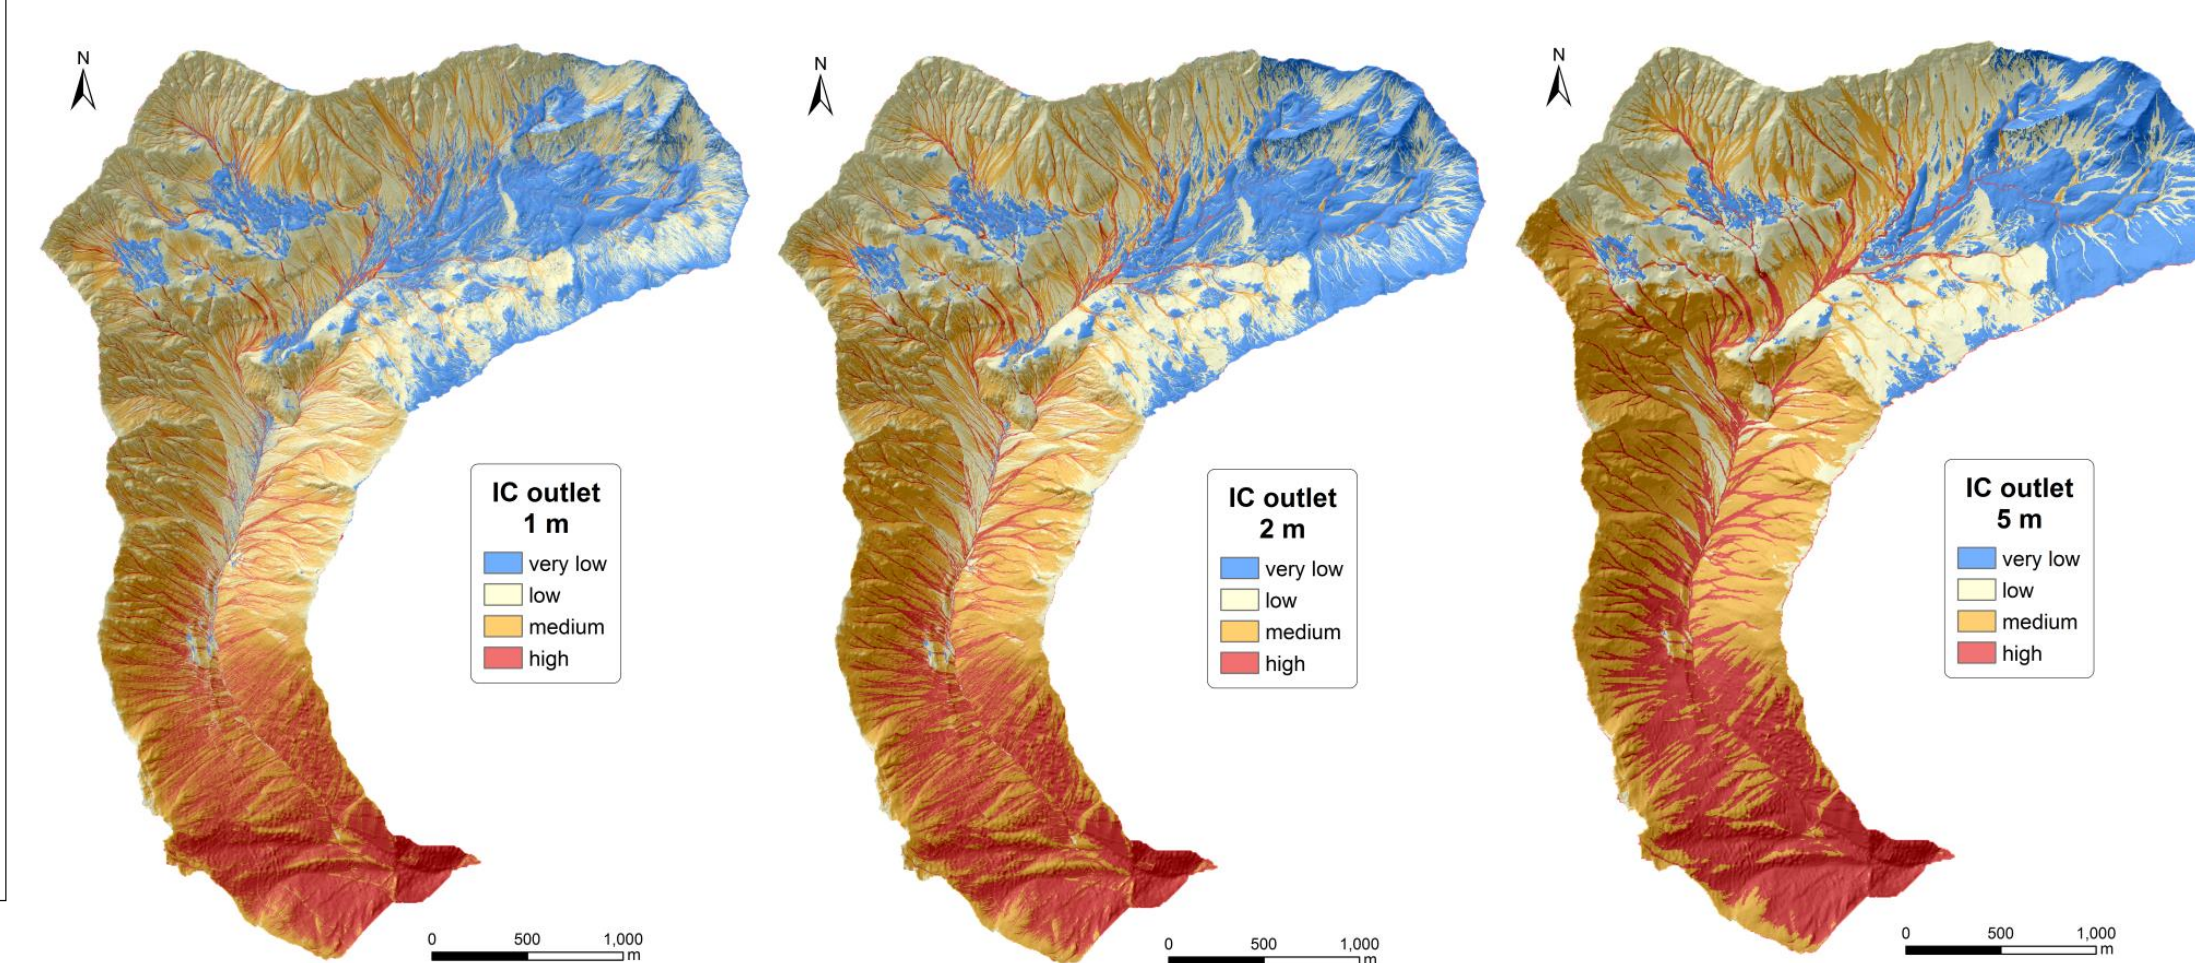 N
IC outlet
1 m
very low
low
medium
high
0 500 1,000
m
N
IC outlet
2 m
very low
low
medium
high
0 500 1,000
m
N
IC outlet
5 m
very low
low
medium
high
0 500 1,000
m